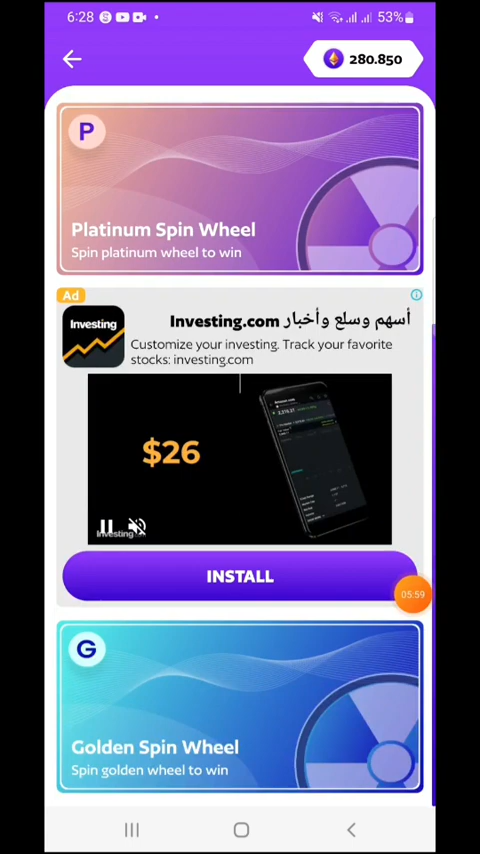 6:28
53%
280.850
P
Platinum Spin Wheel
Spin platinum wheel to win
Ad
Investing
Investing.com أسهم وسلع وأخبار
Customize your investing. Track your favorite
stocks: investing.com
$26
Investing
INSTALL
05:59
G
Golden Spin Wheel
Spin golden wheel to win